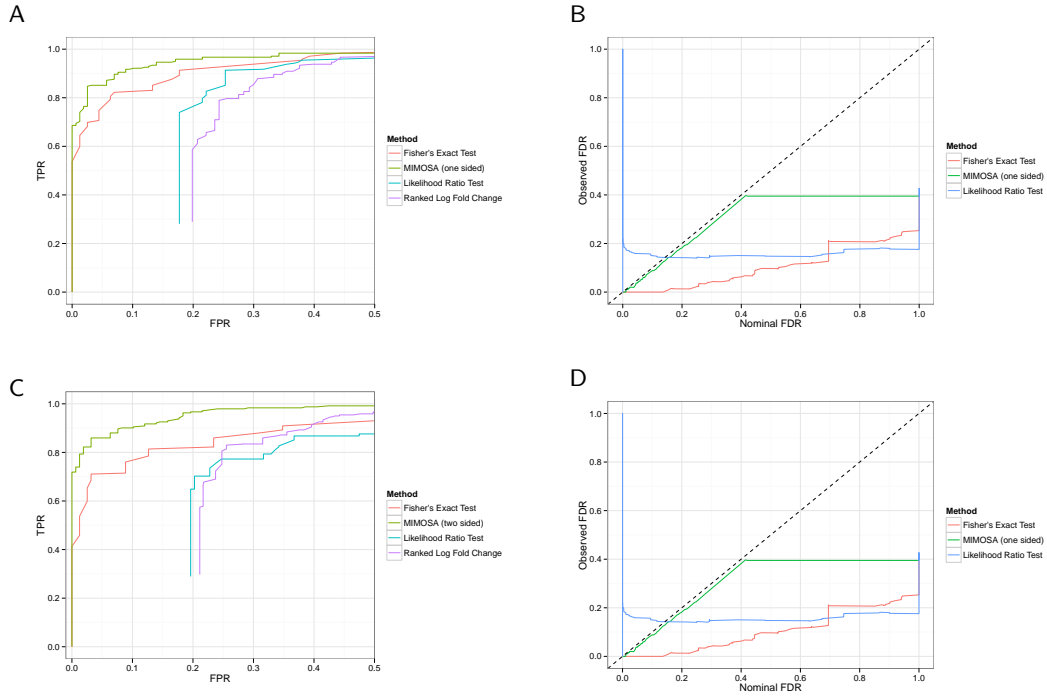 A
1.0
0.8
0.6
0.4
0.2
0.0
TPR
0.0 0.1 0.2 0.3 0.4 0.5
FPR
Method
Fisher's Exact Test
MIMOSA (one sided)
Likelihood Ratio Test
Ranked Log Fold Change
B
1.0
0.8
0.6
0.4
0.2
0.0
Observed FDR
0.0 0.2 0.4 0.6 0.8 1.0
Nominal FDR
Method
Fisher's Exact Test
MIMOSA (one sided)
Likelihood Ratio Test
C
1.0
0.8
0.6
0.4
0.2
0.0
TPR
0.0 0.1 0.2 0.3 0.4 0.5
FPR
Method
Fisher's Exact Test
MIMOSA (two sided)
Likelihood Ratio Test
Ranked Log Fold Change
D
1.0
0.8
0.6
0.4
0.2
0.0
Observed FDR
0.0 0.2 0.4 0.6 0.8 1.0
Nominal FDR
Method
Fisher's Exact Test
MIMOSA (one sided)
Likelihood Ratio Test